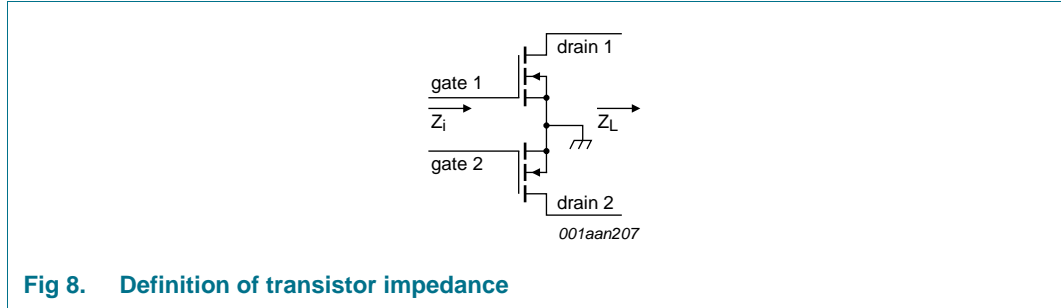 drain 1
gate 1
Zi
ZL
gate 2
drain 2
001aan207
Fig 8. Definition of transistor impedance